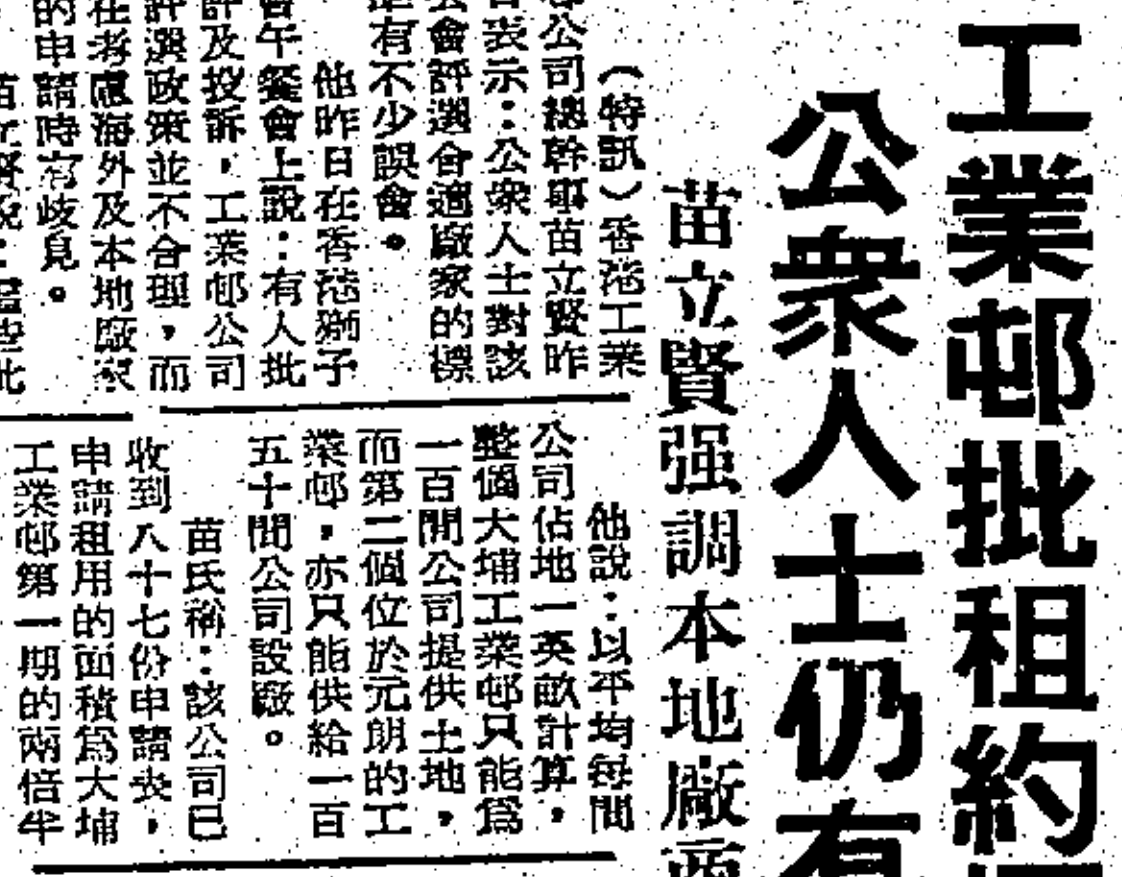 工業邨批租約
公衆人士仍有
苗立賢强調本地廠
（特訊）香港工業
公司總幹事苗立賢昨
表示：公衆人士對該
會評選合適廠家的標
有不少誤會。
他昨日在香港獅子
會午餐會上說：有人批
評及投訴，工業邨公司
評選政策並不合理，而
在考慮海外及本地廠家
的申請時有歧見。
他說：以平均每間
公司佔地一英畝計算，
整個大埔工業邨只能爲
一百間公司提供土地，
而第二個位於元朗的工
業邨，亦只能供給一百
五十間公司設廠。
苗氏稱：該公司已
收到八十七份申請表，
申請租用的面積爲大埔
工業邨第一期的兩倍半